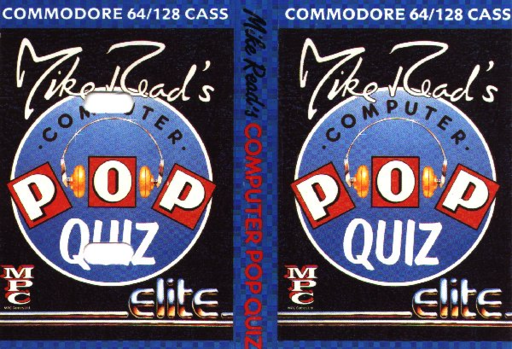 COMMODORE 64/128 CASS
Mike Read's
·COMPUTER·
POP
QUIZ
MPC
elite
Mike Read's COMPUTER POP QUIZ
COMMODORE 64/128 CASS
Mike Read's
·COMPUTER·
POP
QUIZ
MPC
elite